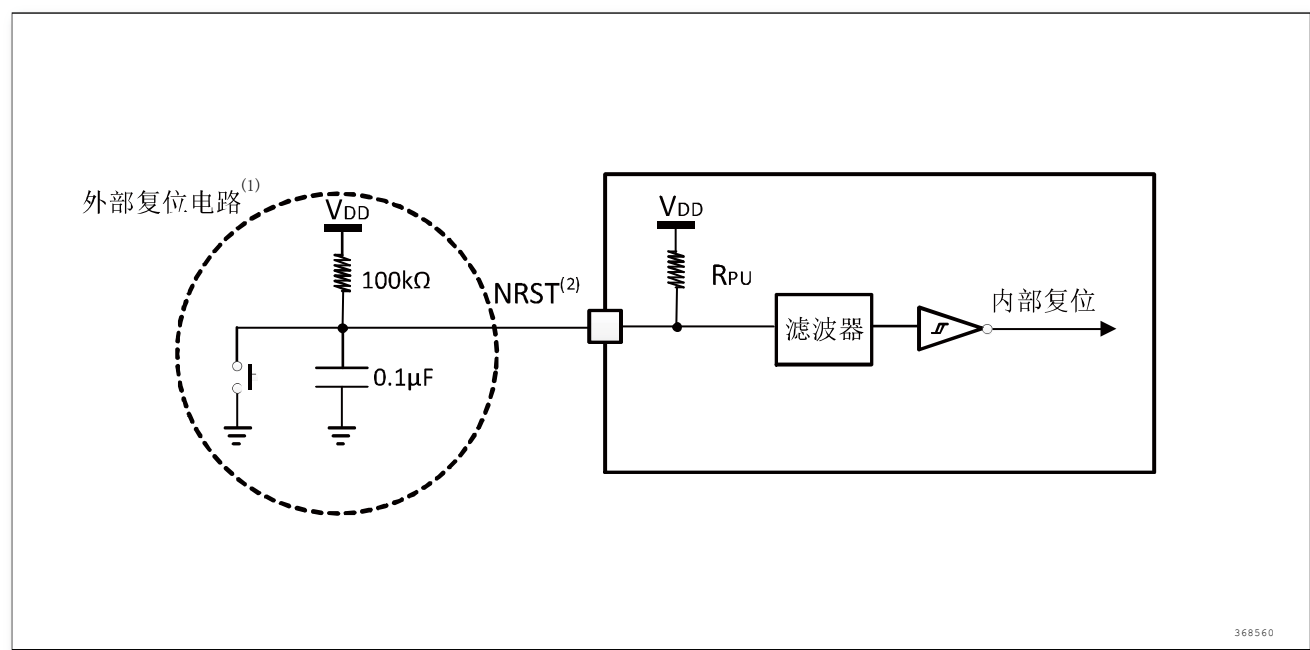 外部复位电路(1)
VDD
100kΩ
0.1μF
NRST(2)
VDD
RPU
滤波器
内部复位
368560